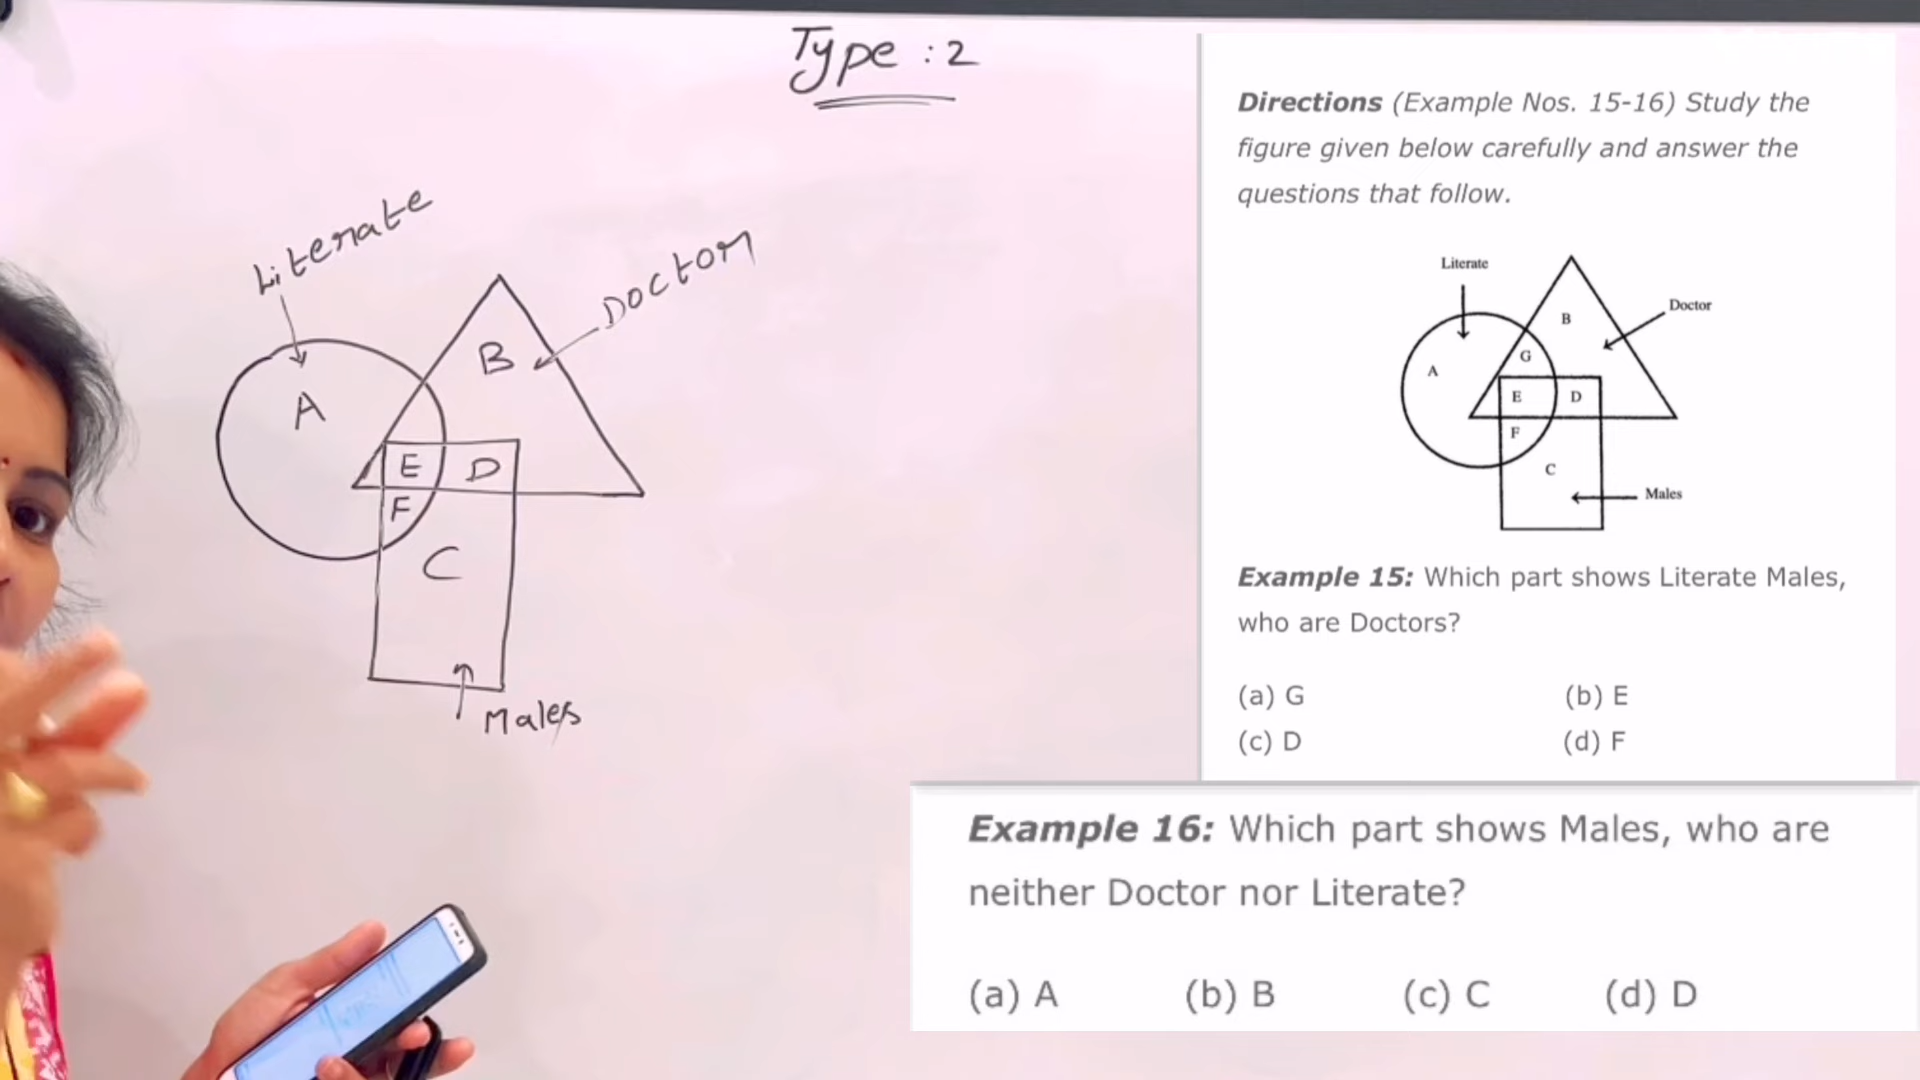 Type : 2
Literate
Doctor
A
B
E
D
F
C
Males
Directions (Example Nos. 15-16) Study the
figure given below carefully and answer the
questions that follow.
Literate
Doctor
B
G
A
E
D
F
C
Males
Example 15: Which part shows Literate Males,
who are Doctors?
(a) G (b) E
(c) D (d) F
Example 16: Which part shows Males, who are
neither Doctor nor Literate?
(a) A (b) B (c) C (d) D